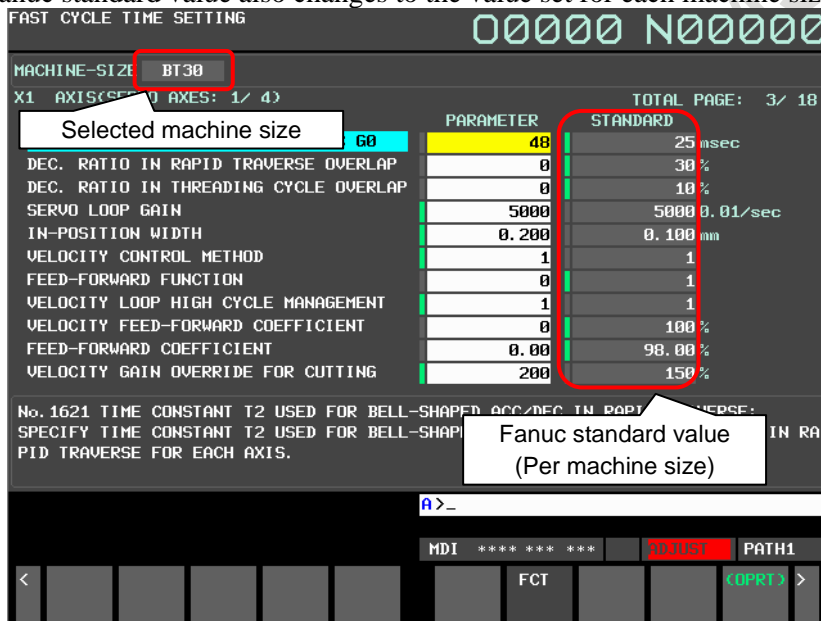 anuc standard value also changes to the value set for each machine siz
FAST CYCLE TIME SETTING O0000 N00000
MACHINE-SIZE BT30
X1 AXIS(SERVO AXES: 1/ 4) TOTAL PAGE: 3/ 18
Selected machine size
PARAMETER STANDARD
G0 48 25 msec
DEC. RATIO IN RAPID TRAVERSE OVERLAP 0 30 %
DEC. RATIO IN THREADING CYCLE OVERLAP 0 10 %
SERVO LOOP GAIN 5000 5000 0.01/sec
IN-POSITION WIDTH 0.200 0.100 mm
VELOCITY CONTROL METHOD 1 1
FEED-FORWARD FUNCTION 0 1
VELOCITY LOOP HIGH CYCLE MANAGEMENT 1 1
VELOCITY FEED-FORWARD COEFFICIENT 0 100 %
FEED-FORWARD COEFFICIENT 0.00 98.00 %
VELOCITY GAIN OVERRIDE FOR CUTTING 200 150 %
No.1621 TIME CONSTANT T2 USED FOR BELL-SHAPED ACC/DEC IN RAPI VERSE:
SPECIFY TIME CONSTANT T2 USED FOR BELL-SHAP IN RA
PID TRAVERSE FOR EACH AXIS.
Fanuc standard value
(Per machine size)
A>_
MDI **** *** *** ADJUST PATH1
< FCT (OPRT) >